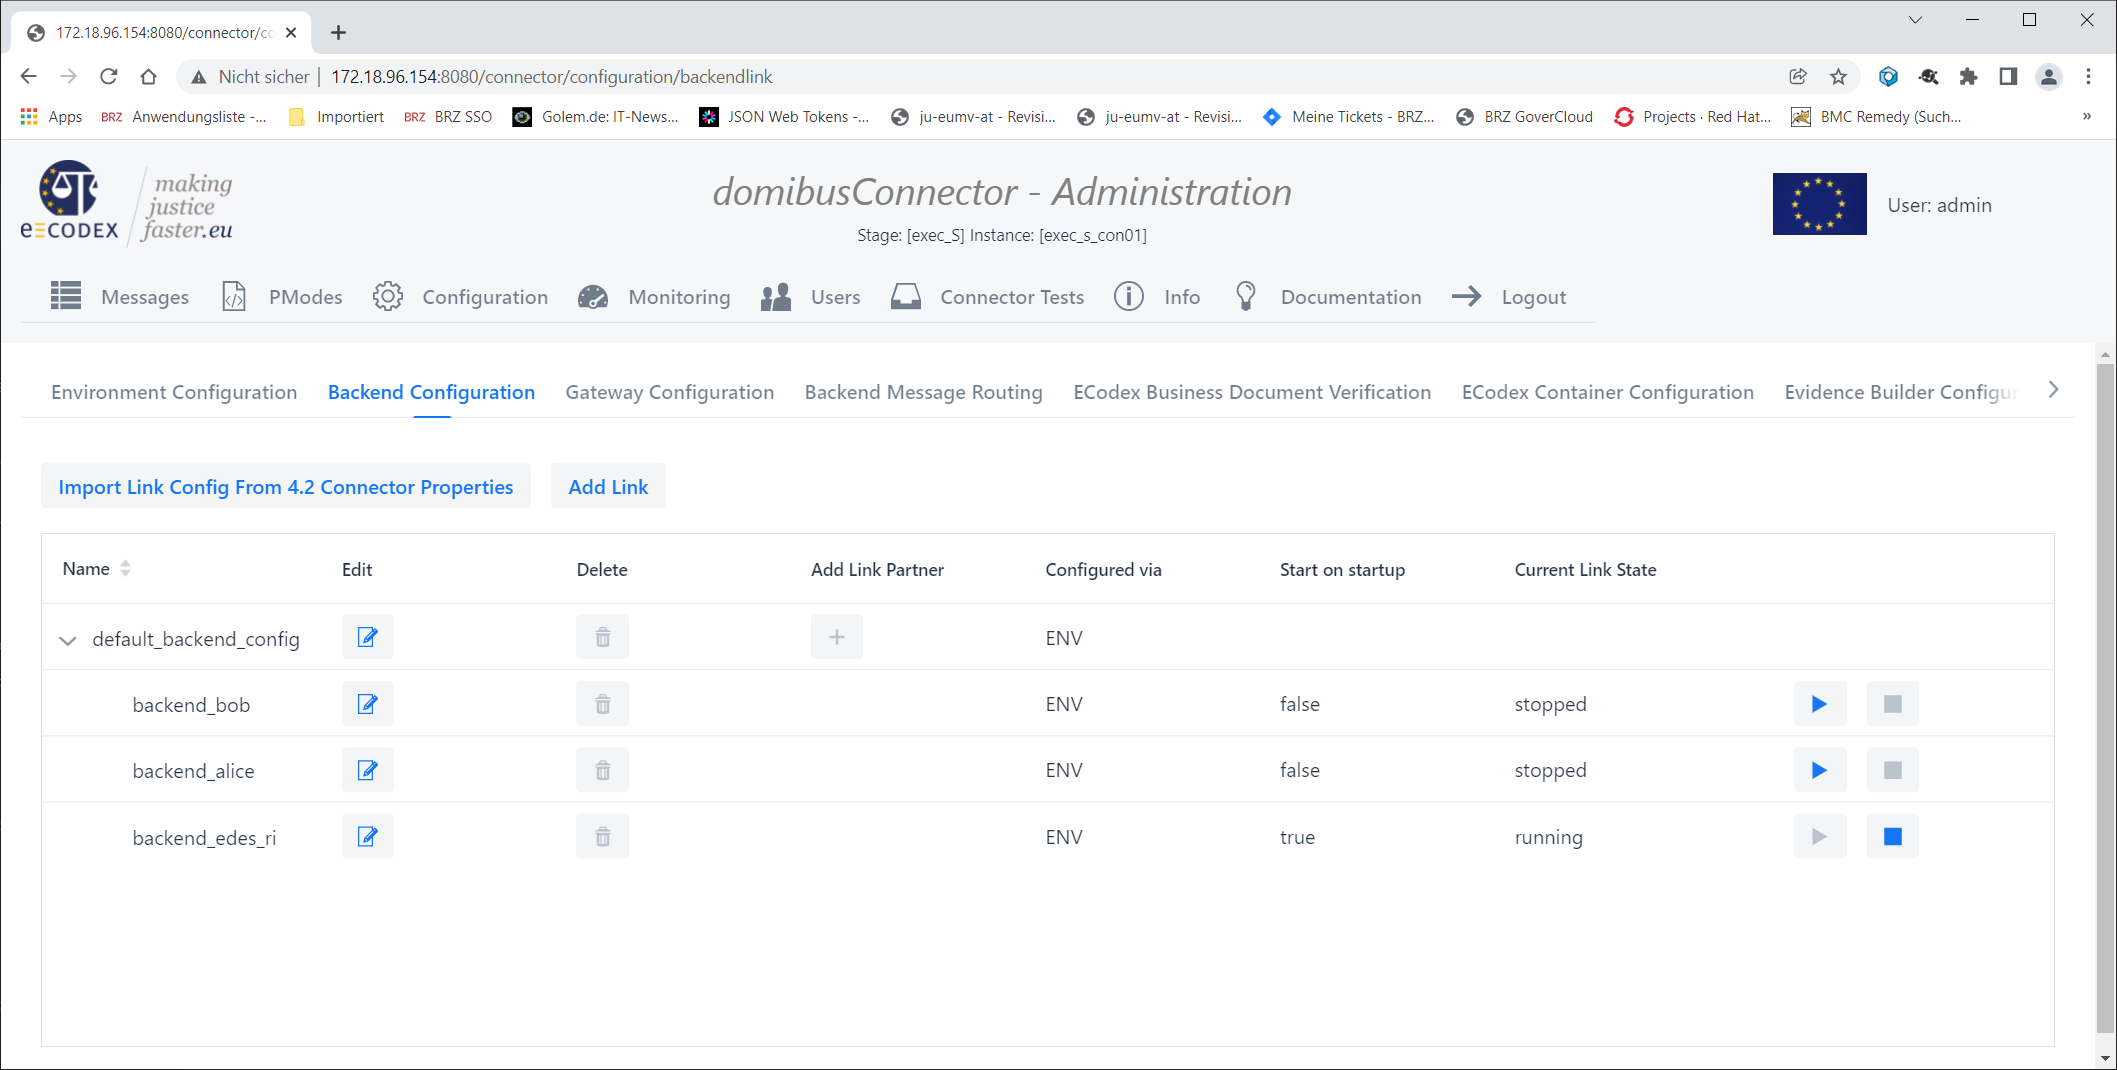 172.18.96.154:8080/connector/co
Nicht sicher | 172.18.96.154:8080/connector/configuration/backendlink
Apps BRZ Anwendungsliste -... Importiert BRZ BRZ SSO Golem.de: IT-News... JSON Web Tokens -... ju-eumv-at - Revisi... ju-eumv-at - Revisi... Meine Tickets - BRZ... BRZ GoverCloud Projects · Red Hat... BMC Remedy (Such... »
e-CODEX
making
justice
faster.eu
domibusConnector - Administration
Stage: [exec_S] Instance: [exec_s_con01]
User: admin
Messages PModes Configuration Monitoring Users Connector Tests Info Documentation Logout
Environment Configuration Backend Configuration Gateway Configuration Backend Message Routing ECodex Business Document Verification ECodex Container Configuration Evidence Builder Configur
Import Link Config From 4.2 Connector Properties Add Link
Name Edit Delete Add Link Partner Configured via Start on startup Current Link State
default_backend_config ENV
backend_bob ENV false stopped
backend_alice ENV false stopped
backend_edes_ri ENV true running